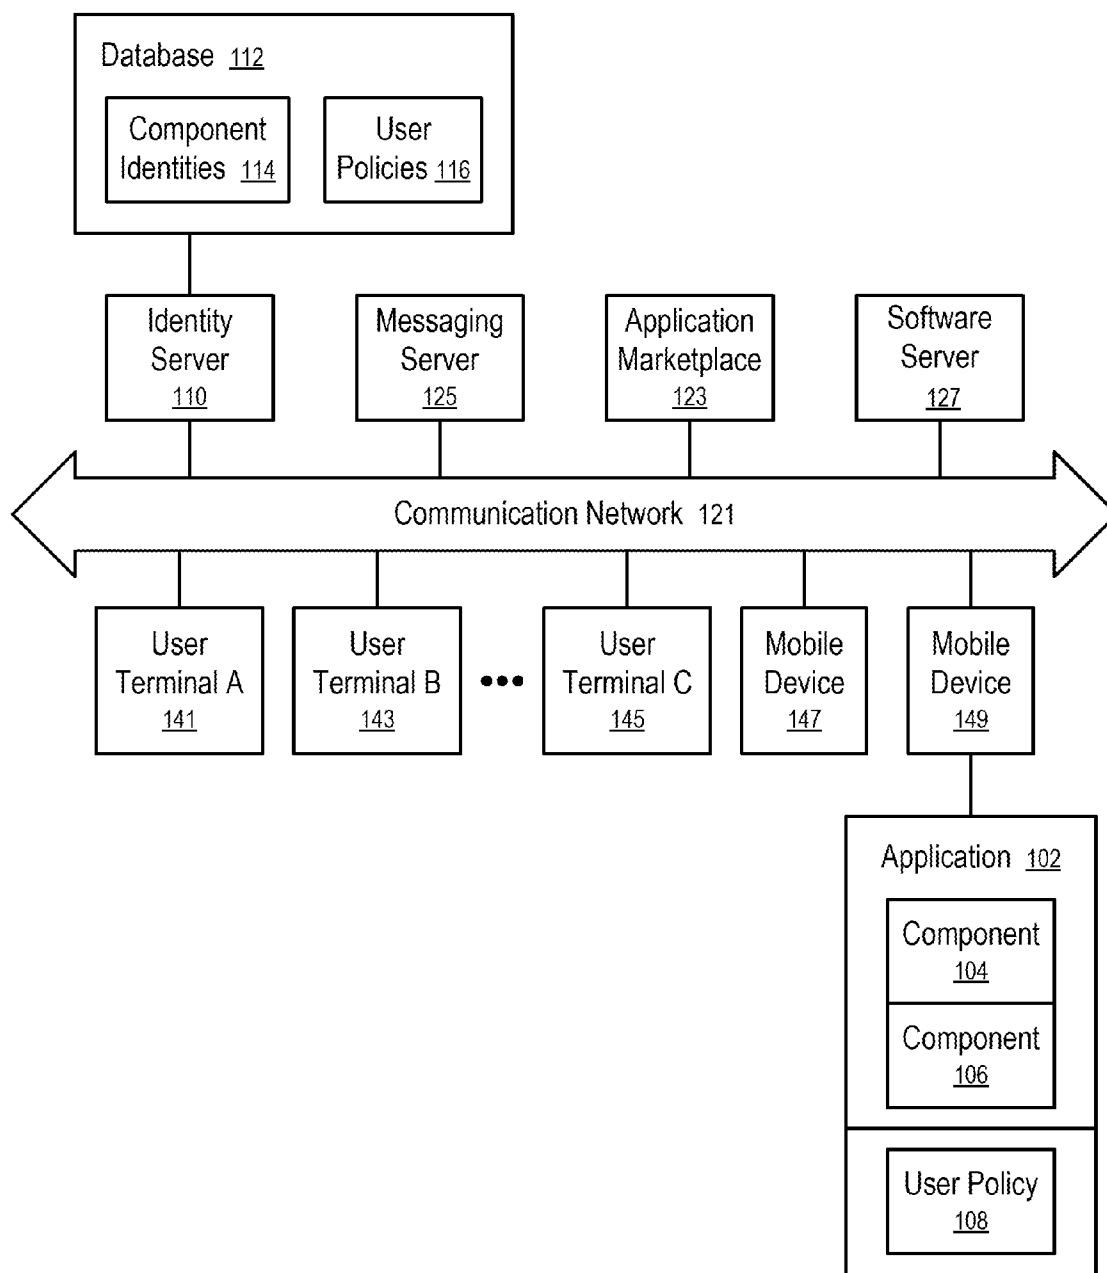 Database 112
Component Identities 114
User Policies 116
Identity Server 110
Messaging Server 125
Application Marketplace 123
Software Server 127
Communication Network 121
User Terminal A 141
User Terminal B 143
User Terminal C 145
Mobile Device 147
Mobile Device 149
Application 102
Component 104
Component 106
User Policy 108